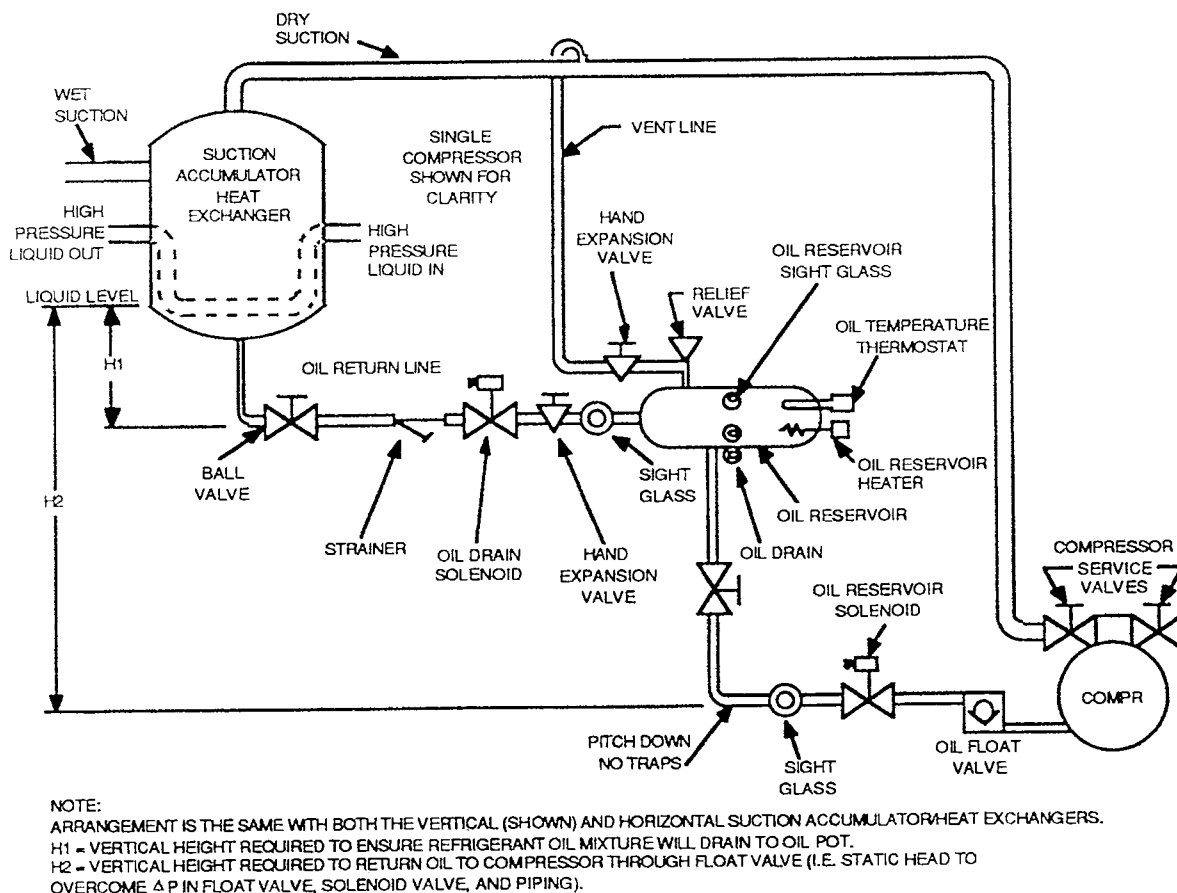 DRY
SUCTION
WET
SUCTION
SUCTION
ACCUMULATOR
HEAT
EXCHANGER
SINGLE
COMPRESSOR
SHOWN FOR
CLARITY
VENT LINE
HIGH
PRESSURE
LIQUID OUT
HIGH
PRESSURE
LIQUID IN
HAND
EXPANSION
VALVE
OIL RESERVOIR
SIGHT GLASS
RELIEF
VALVE
OIL TEMPERATURE
THERMOSTAT
LIQUID LEVEL
H1
OIL RETURN LINE
BALL
VALVE
STRAINER
OIL DRAIN
SOLENOID
HAND
EXPANSION
VALVE
SIGHT
GLASS
OIL DRAIN
OIL RESERVOIR
OIL RESERVOIR
HEATER
H2
OIL RESERVOIR
SOLENOID
COMPRESSOR
SERVICE
VALVES
COMPR
PITCH DOWN
NO TRAPS
SIGHT
GLASS
OIL FLOAT
VALVE
NOTE:
ARRANGEMENT IS THE SAME WITH BOTH THE VERTICAL (SHOWN) AND HORIZONTAL SUCTION ACCUMULATOR/HEAT EXCHANGERS.
H1 = VERTICAL HEIGHT REQUIRED TO ENSURE REFRIGERANT OIL MIXTURE WILL DRAIN TO OIL POT.
H2 = VERTICAL HEIGHT REQUIRED TO RETURN OIL TO COMPRESSOR THROUGH FLOAT VALVE (I.E. STATIC HEAD TO
OVERCOME Δ P IN FLOAT VALVE, SOLENOID VALVE, AND PIPING).